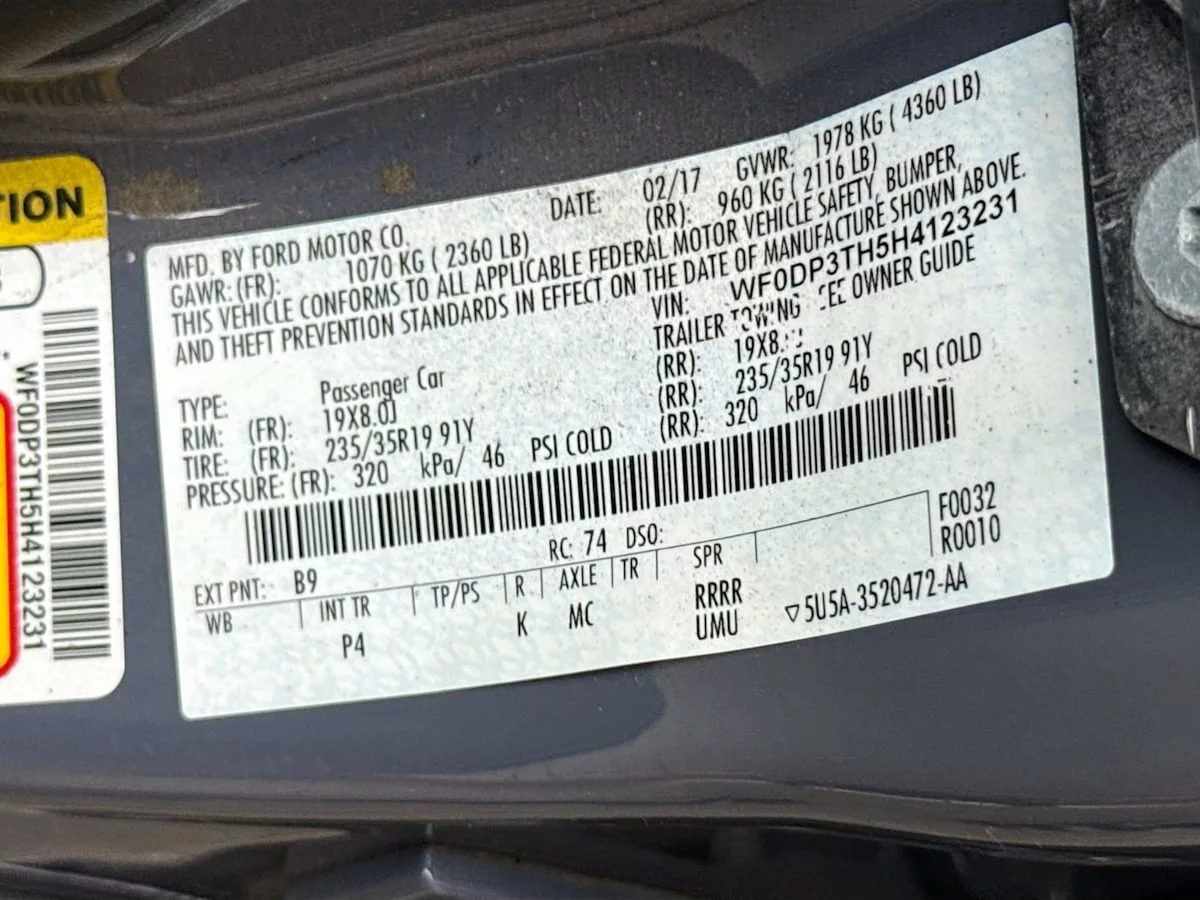 TION
WF0DP3TH5H4123231
MFD. BY FORD MOTOR CO.
DATE: 02/17 GVWR: 1978 KG ( 4360 LB)
GAWR: (FR): 1070 KG ( 2360 LB) (RR): 960 KG ( 2116 LB)
THIS VEHICLE CONFORMS TO ALL APPLICABLE FEDERAL MOTOR VEHICLE SAFETY, BUMPER,
AND THEFT PREVENTION STANDARDS IN EFFECT ON THE DATE OF MANUFACTURE SHOWN ABOVE.
VIN: WF0DP3TH5H4123231
TYPE: Passenger Car TRAILER TOWING SEE OWNER GUIDE
RIM: (FR): 19X8.0J (RR): 19X8.
TIRE: (FR): 235/35R19 91Y (RR): 235/35R19 91Y
PRESSURE: (FR): 320 kPa/ 46 PSI COLD (RR): 320 kPa/ 46 PSI COLD
RC: 74 DSO: F0032
EXT PNT: B9 R0010
WB INT TR TP/PS R AXLE TR SPR
P4 K MC RRRR
UMU ▽5U5A-3520472-AA